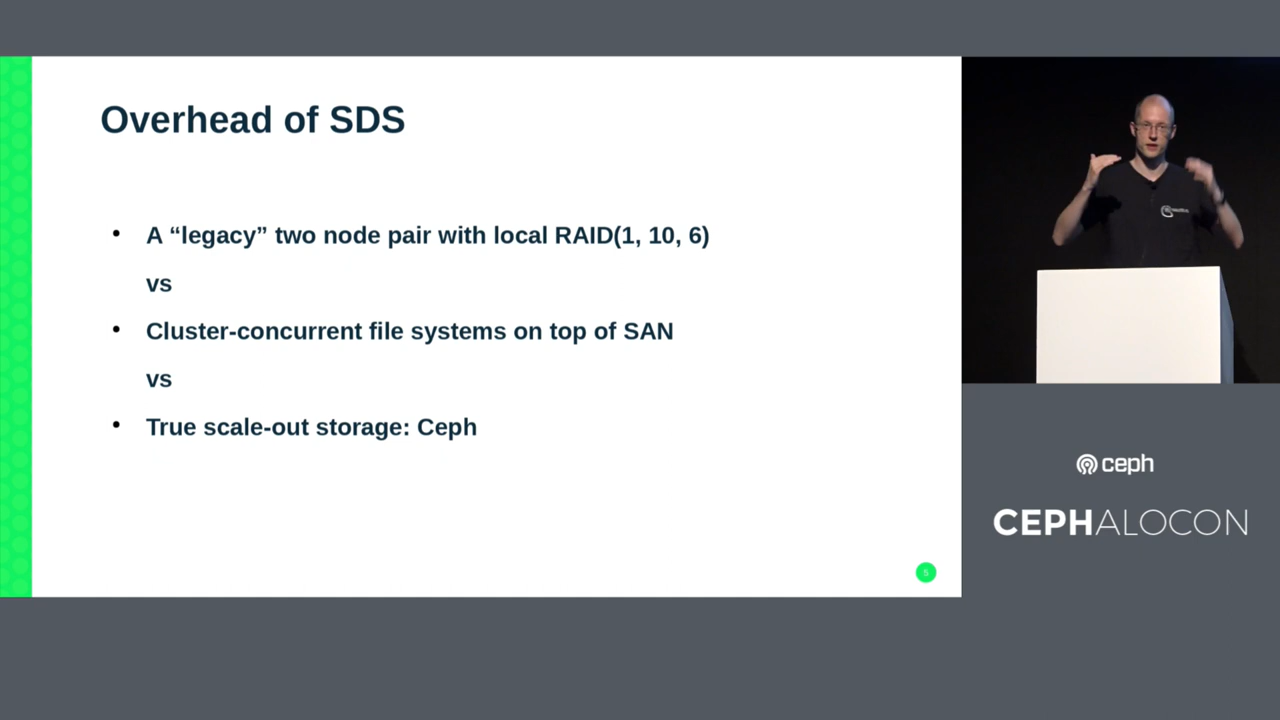 Overhead of SDS
• A “legacy” two node pair with local RAID(1, 10, 6)
vs
• Cluster-concurrent file systems on top of SAN
vs
• True scale-out storage: Ceph
5
ceph
CEPHALOCON